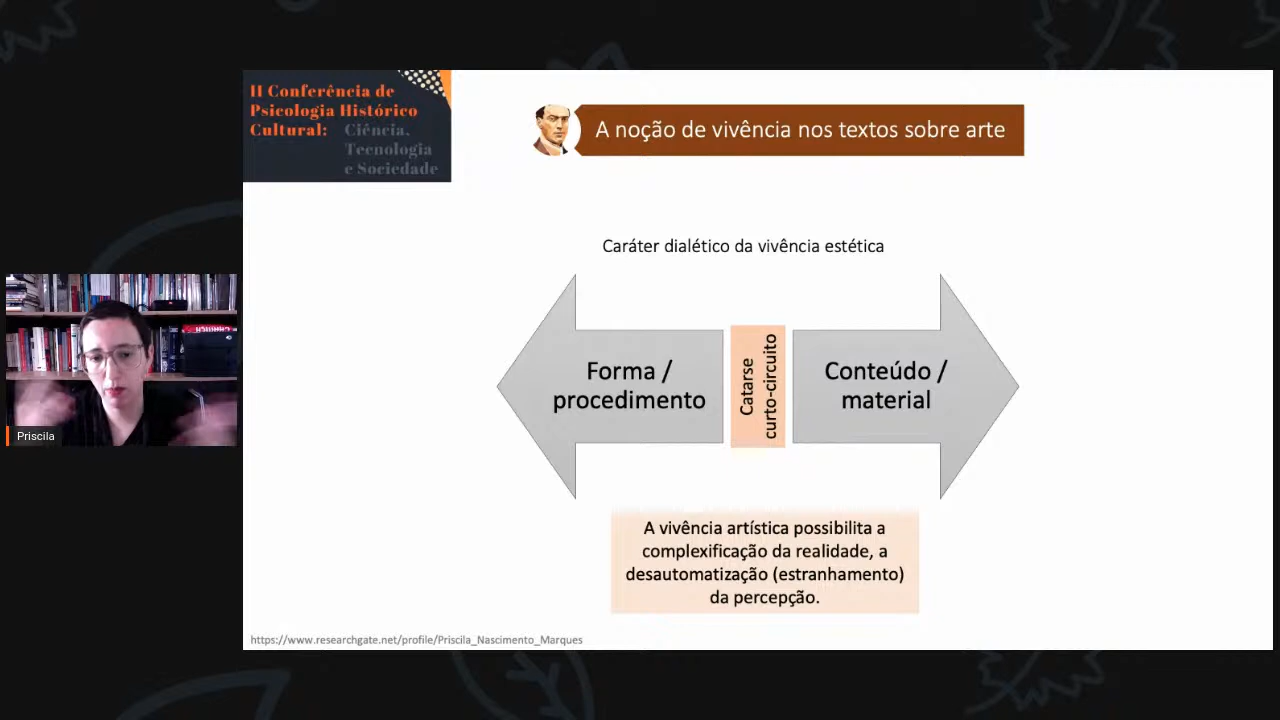 II Conferência de
Psicologia Histórico
Cultural: Ciência,
Tecnologia
e Sociedade
A noção de vivência nos textos sobre arte
Caráter dialético da vivência estética
Forma /
procedimento
Catarse
curto-circuito
Conteúdo /
material
A vivência artística possibilita a
complexificação da realidade, a
desautomatização (estranhamento)
da percepção.
Priscila
https://www.researchgate.net/profile/Priscila_Nascimento_Marques